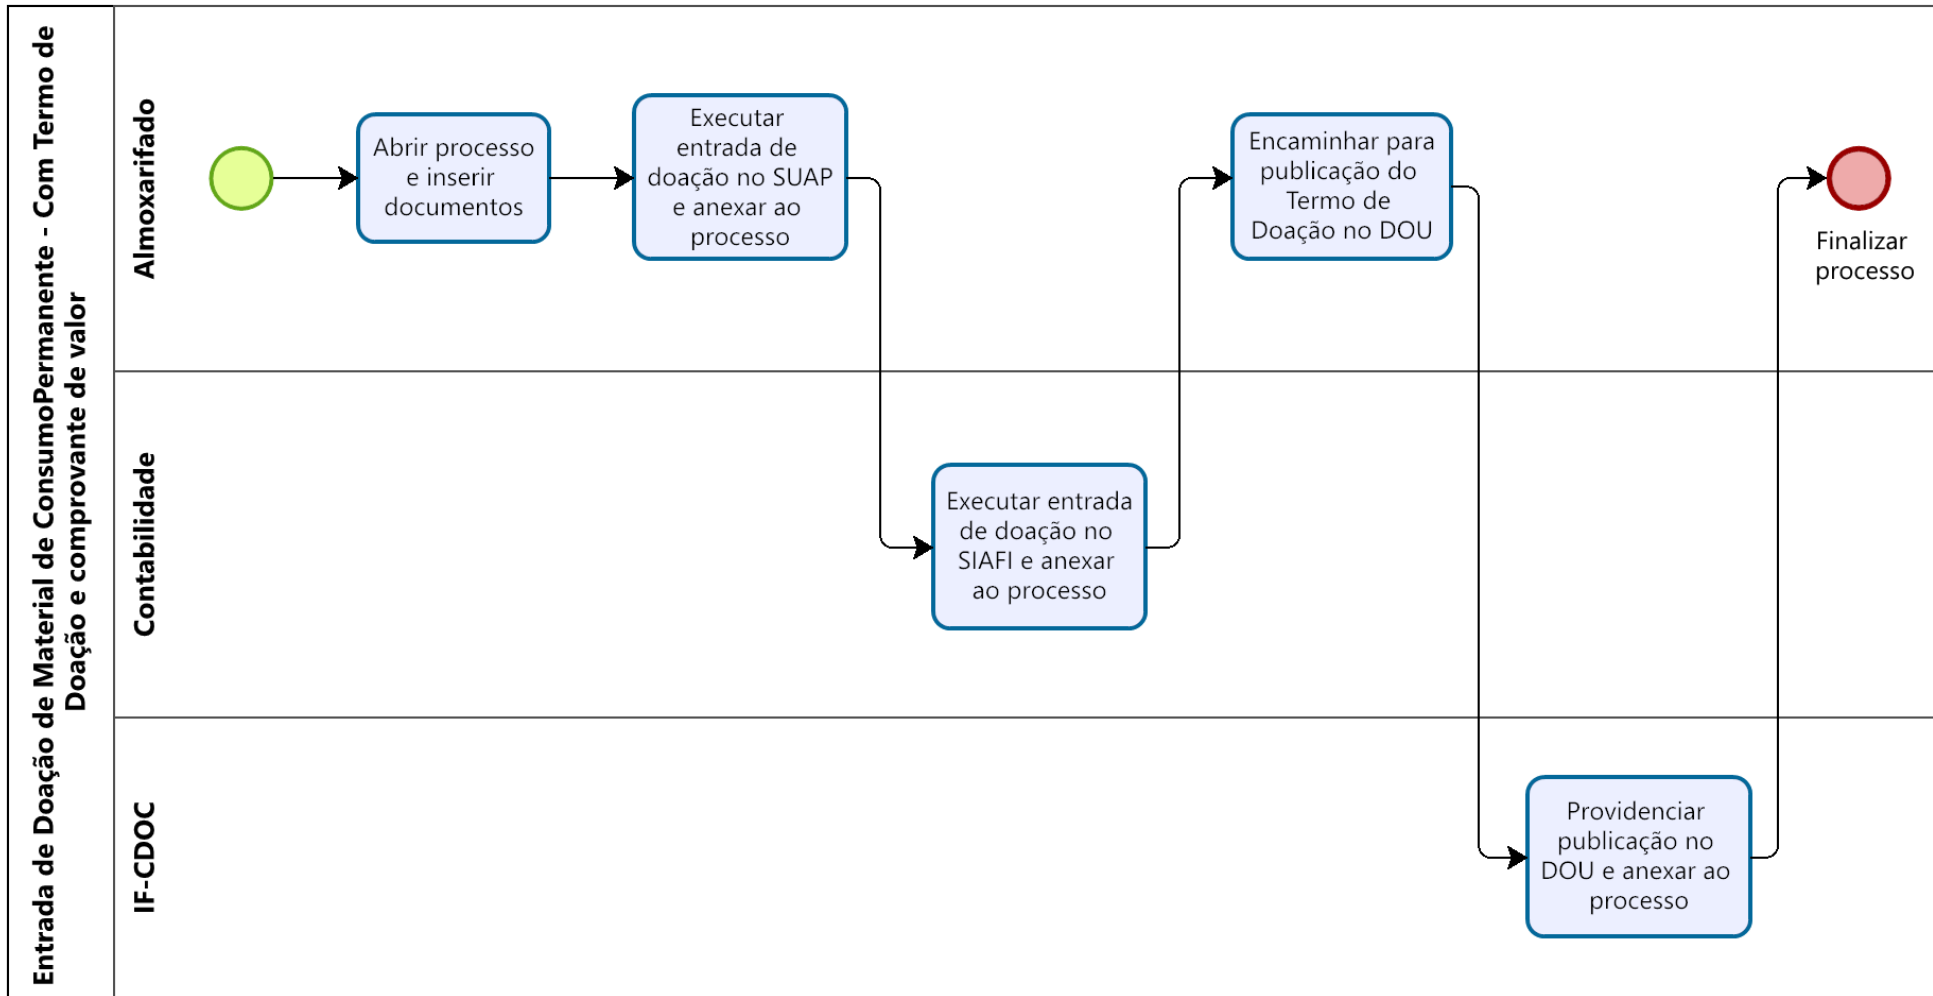 Entrada de Doação de Material de ConsumoPermanente - Com Termo de
Doação e comprovante de valor
Almoxarifado
Abrir processo
e inserir
documentos
Executar
entrada de
doação no SUAP
e anexar ao
processo
Encaminhar para
publicação do
Termo de
Doação no DOU
Finalizar
processo
Contabilidade
Executar entrada
de doação no
SIAFI e anexar
ao processo
IF-CDOC
Providenciar
publicação no
DOU e anexar ao
processo